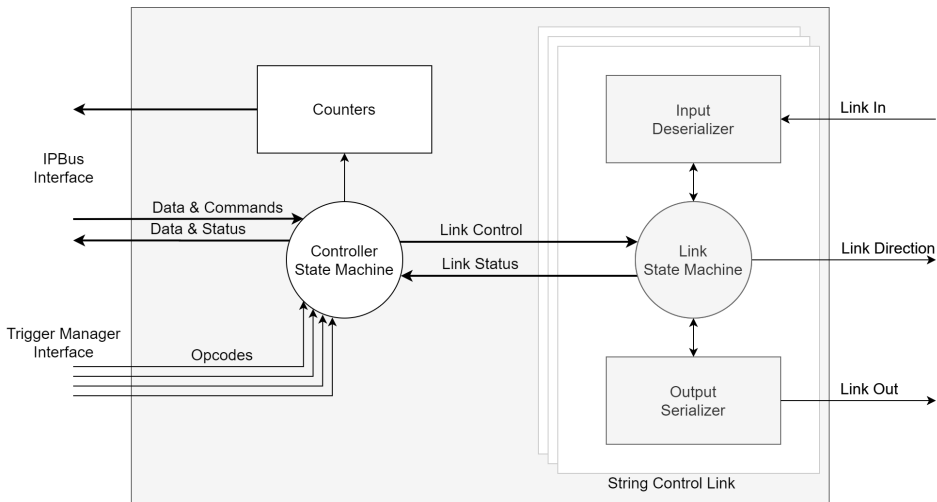 Counters
Input
Deserializer
Link In
IPBus
Interface
Data & Commands
Data & Status
Controller
State Machine
Link Control
Link Status
Link
State Machine
Link Direction
Trigger Manager
Interface
Opcodes
Output
Serializer
Link Out
String Control Link